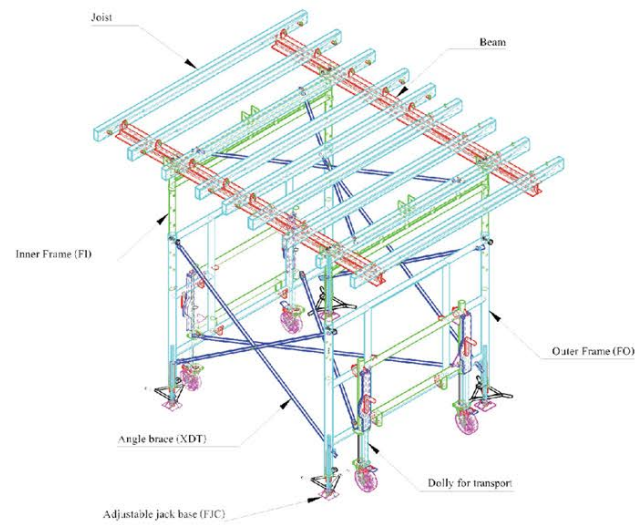 Joist
Beam
Inner Frame (FI)
Outer Frame (FO)
Angle brace (XDT)
Dolly for transport
Adjustable jack base (FJC)